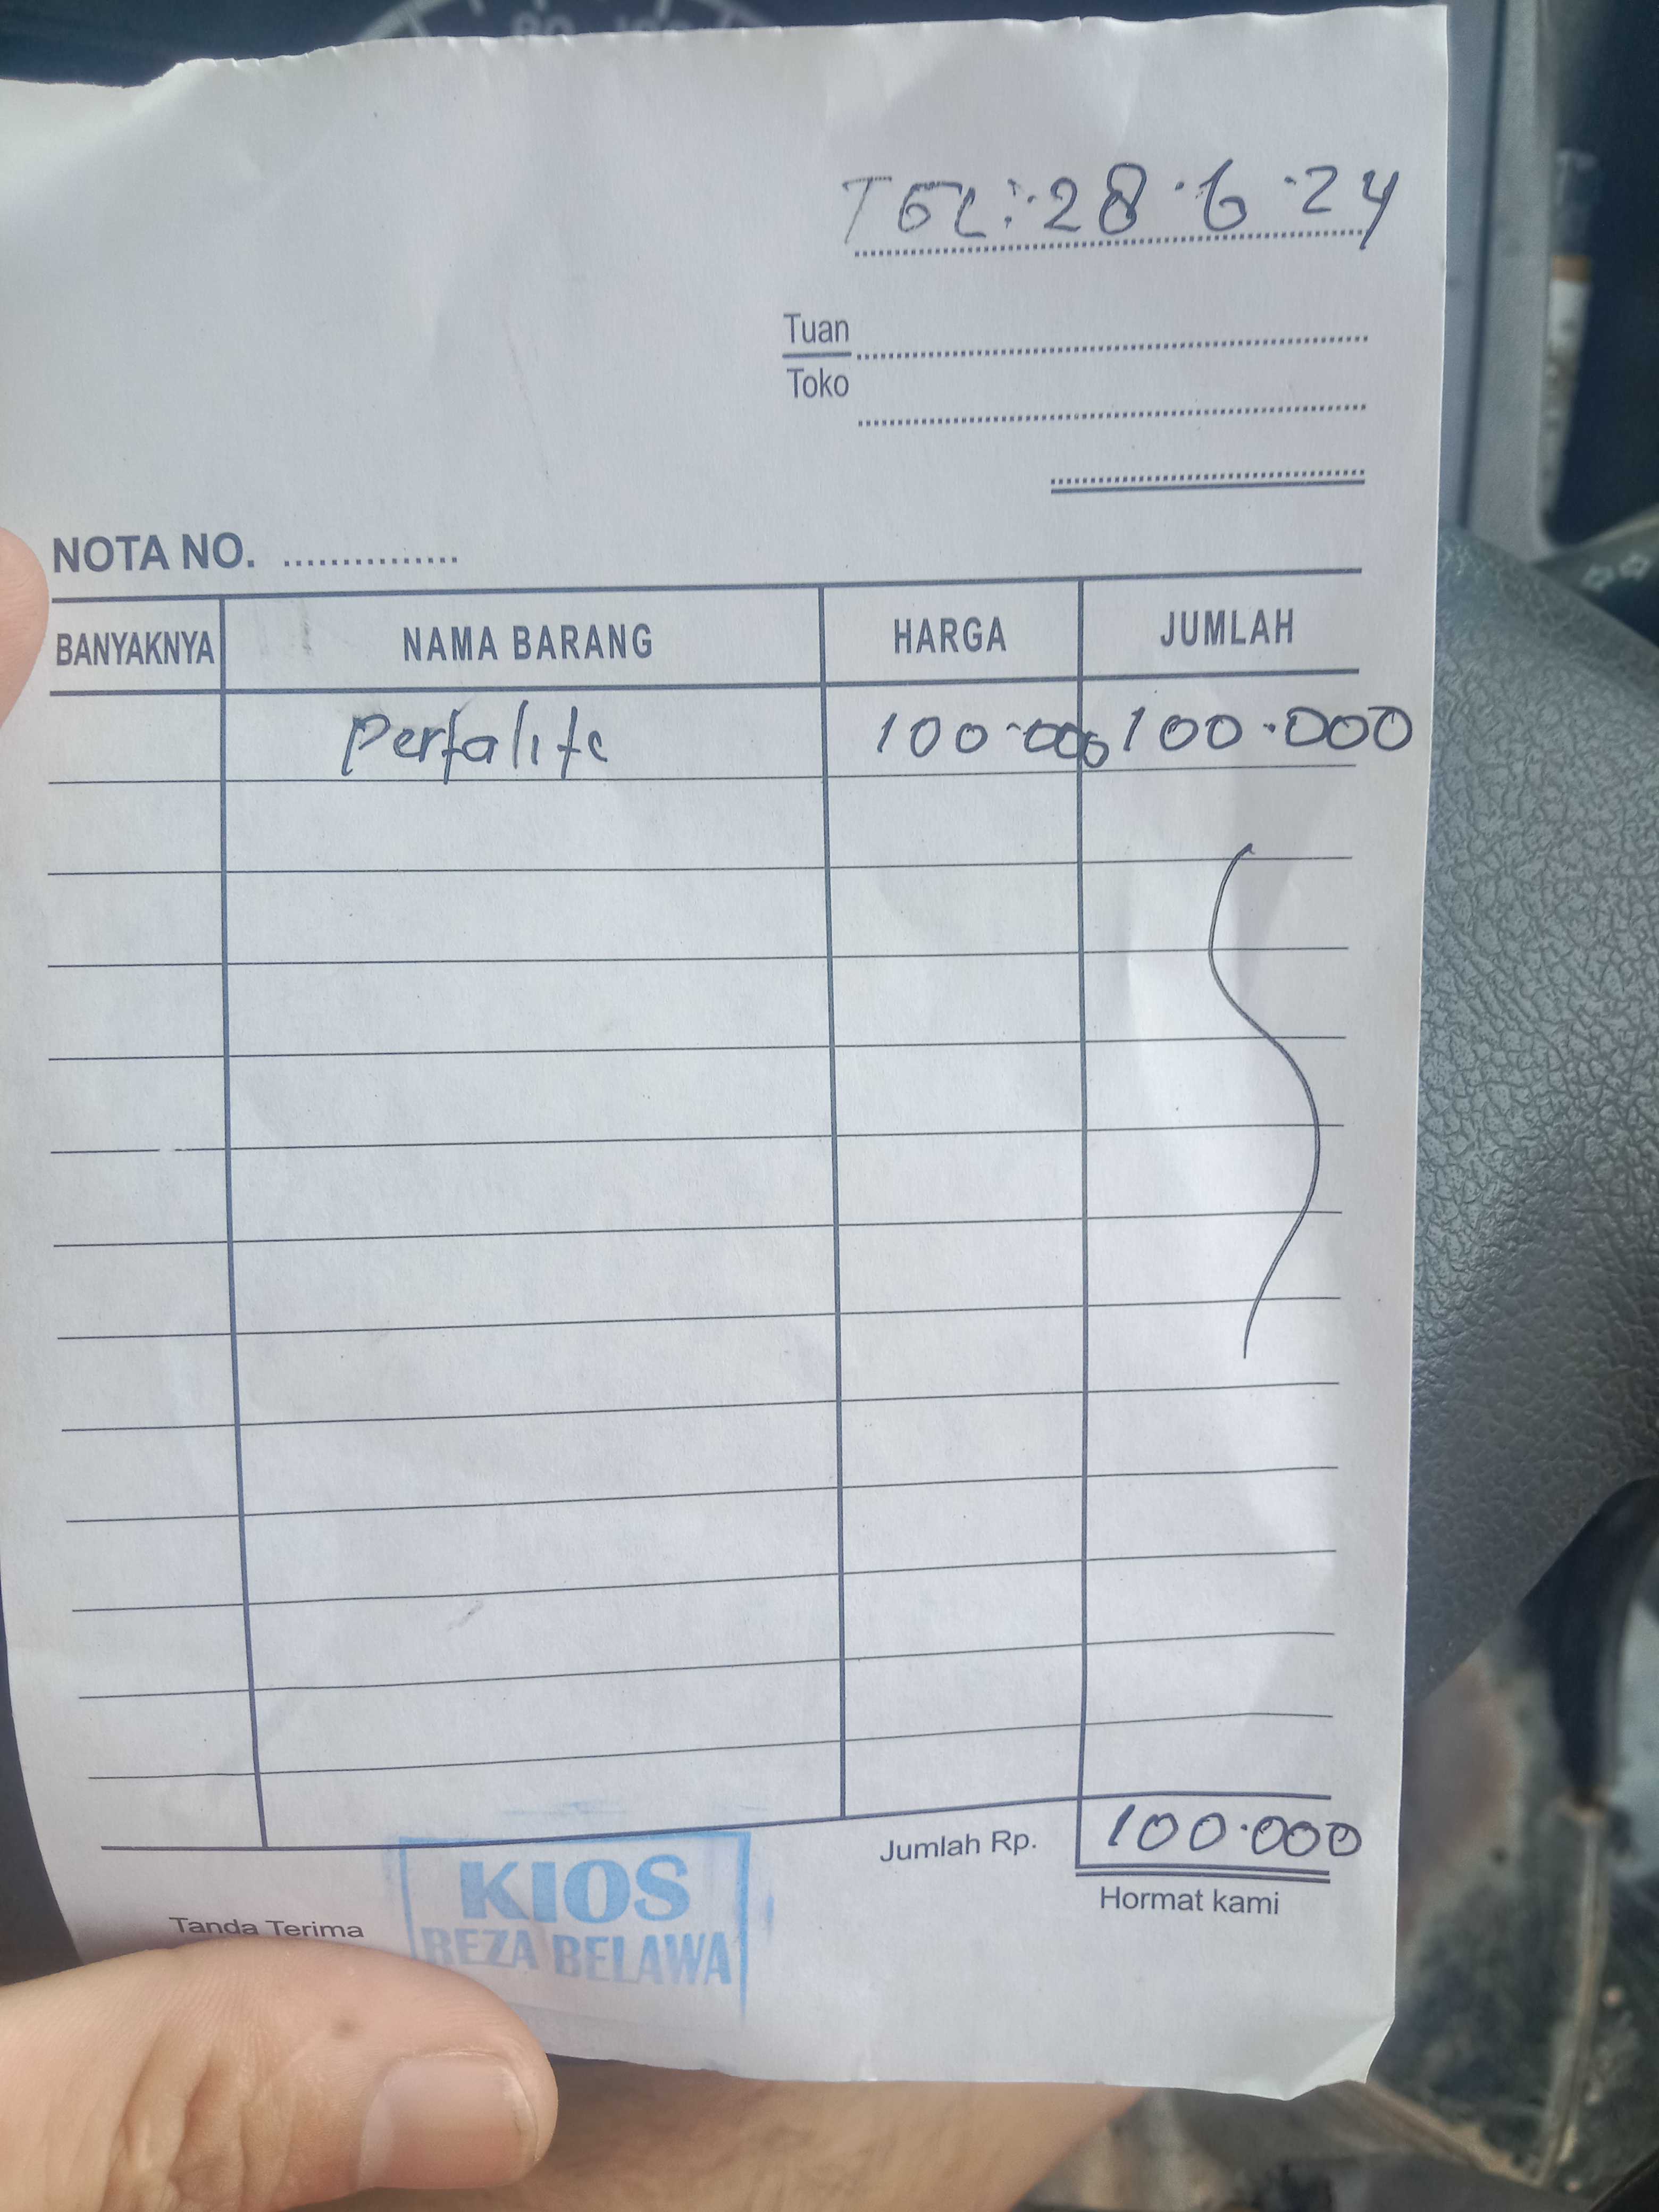 TGL: 28·6·24
Tuan
Toko
NOTA NO. ...............
BANYAKNYA NAMA BARANG HARGA JUMLAH
Pertalite 100·000 100·000
Jumlah Rp. 100·000
Tanda Terima Hormat kami
KIOS
REZA BELAWA